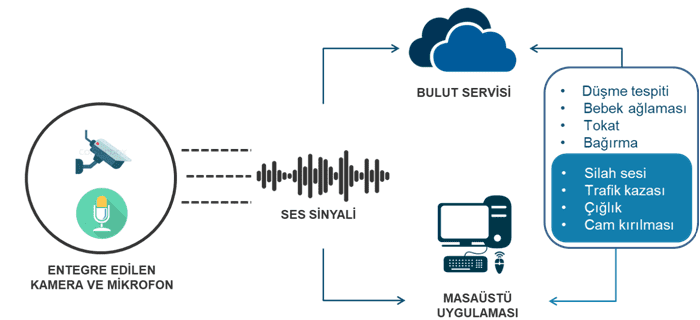 ENTEGRE EDİLEN
KAMERA VE MİKROFON
SES SİNYALİ
BULUT SERVİSİ
MASAÜSTÜ
UYGULAMASI
• Düşme tespiti
• Bebek ağlaması
• Tokat
• Bağırma
• Silah sesi
• Trafik kazası
• Çığlık
• Cam kırılması